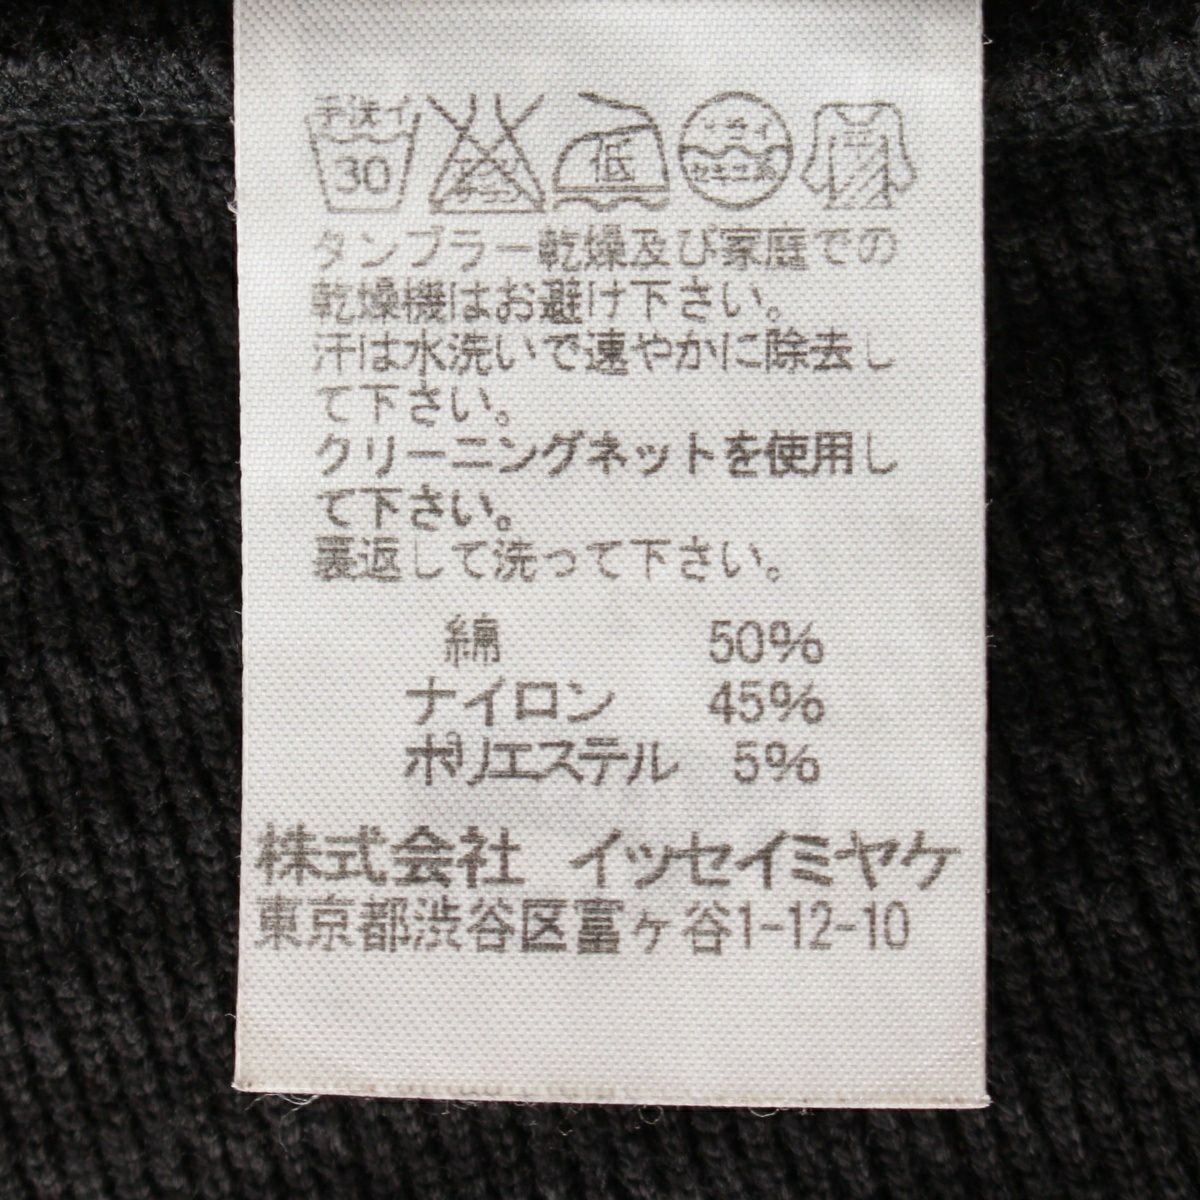 手洗イ
30
低
ドライ
セキユ系
タンブラー乾燥及び家庭での
乾燥機はお避け下さい。
汗は水洗いで速やかに除去し
て下さい。
クリーニングネットを使用し
て下さい。
裏返して洗って下さい。
綿 50%
ナイロン 45%
ポリエステル 5%
株式会社 イッセイミヤケ
東京都渋谷区富ヶ谷1-12-10